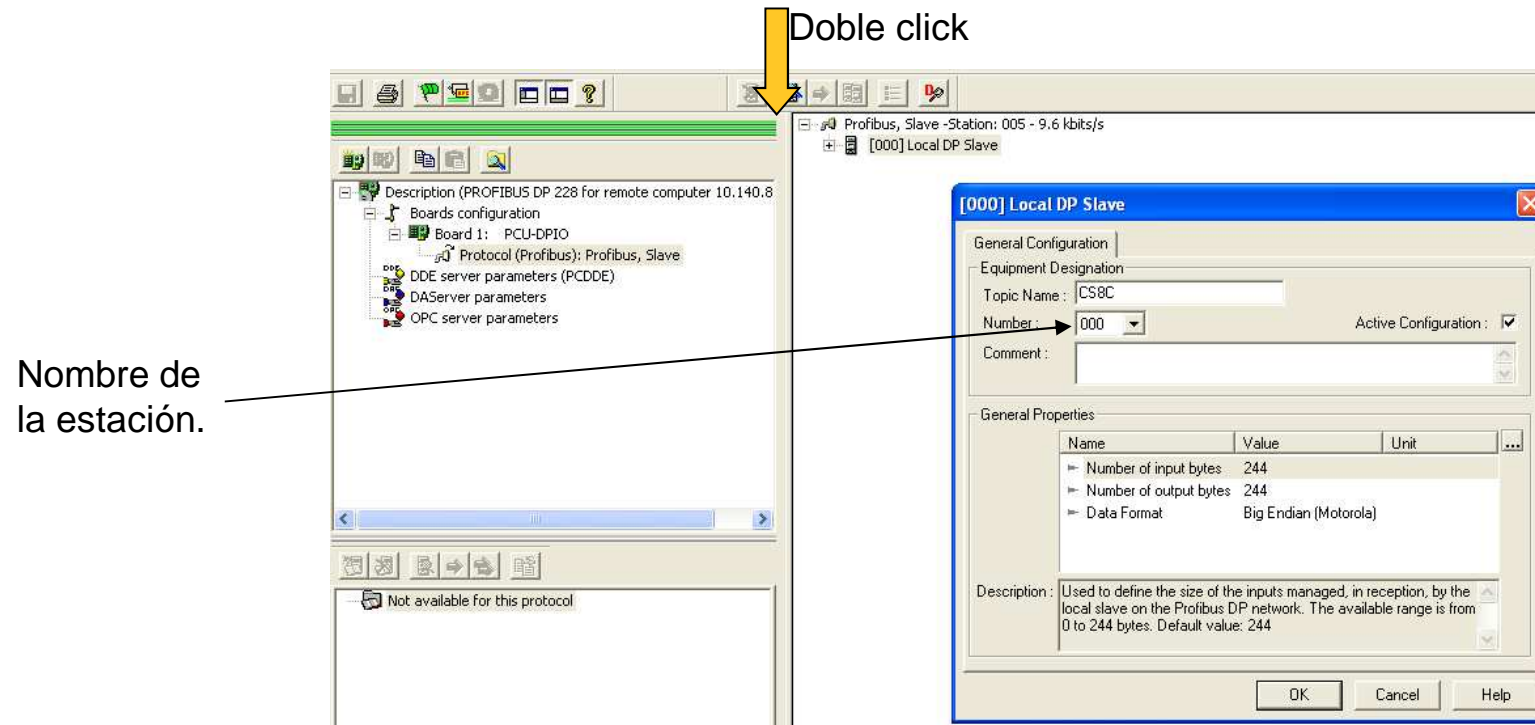 Doble click
Profibus, Slave -Station: 005 - 9.6 kbits/s
[000] Local DP Slave
Description (PROFIBUS DP 228 for remote computer 10.140.8
Boards configuration
Board 1: PCU-DPIO
Protocol (Profibus): Profibus, Slave
DDE server parameters (PCDDE)
DAServer parameters
OPC server parameters
Nombre de
la estación.
Not available for this protocol
[000] Local DP Slave
General Configuration
Equipment Designation
Topic Name : CS8C
Number : 000 Active Configuration :
Comment :
General Properties
Name Value Unit ...
Number of input bytes 244
Number of output bytes 244
Data Format Big Endian (Motorola)
Description : Used to define the size of the inputs managed, in reception, by the
local slave on the Profibus DP network. The available range is from
0 to 244 bytes. Default value: 244
OK Cancel Help